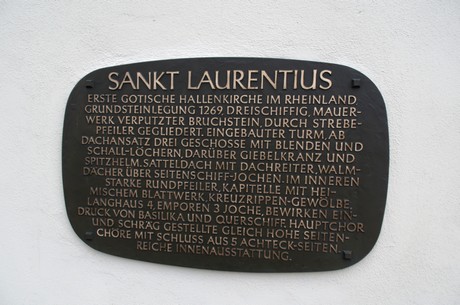 SANKT LAURENTIUS
ERSTE GOTISCHE HALLENKIRCHE IM RHEINLAND
GRUNDSTEINLEGUNG 1269, DREISCHIFFIG, MAUER-
WERK VERPUTZTER BRUCHSTEIN, DURCH STREBE-
PFEILER GEGLIEDERT. EINGEBAUTER TURM, AB
DACHANSATZ DREI GESCHOSSE MIT BLENDEN UND
SCHALL-LÖCHERN, DARÜBER GIEBELKRANZ UND
SPITZHELM. SATTELDACH MIT DACHREITER, WALM-
DÄCHER ÜBER SEITENSCHIFF-JOCHEN. IM INNEREN
STARKE RUNDPFEILER, KAPITELLE MIT HEI-
MISCHEM BLATTWERK, KREUZRIPPEN-GEWÖLBE.
LANGHAUS 4, EMPOREN 3 JOCHE, BEWIRKEN EIN-
DRUCK VON BASILIKA UND QUERSCHIFF. HAUPTCHOR
UND SCHRÄG GESTELLTE GLEICH HOHE SEITEN-
CHÖRE MIT SCHLUSS AUS 5 ACHTECK-SEITEN.
REICHE INNENAUSSTATTUNG.